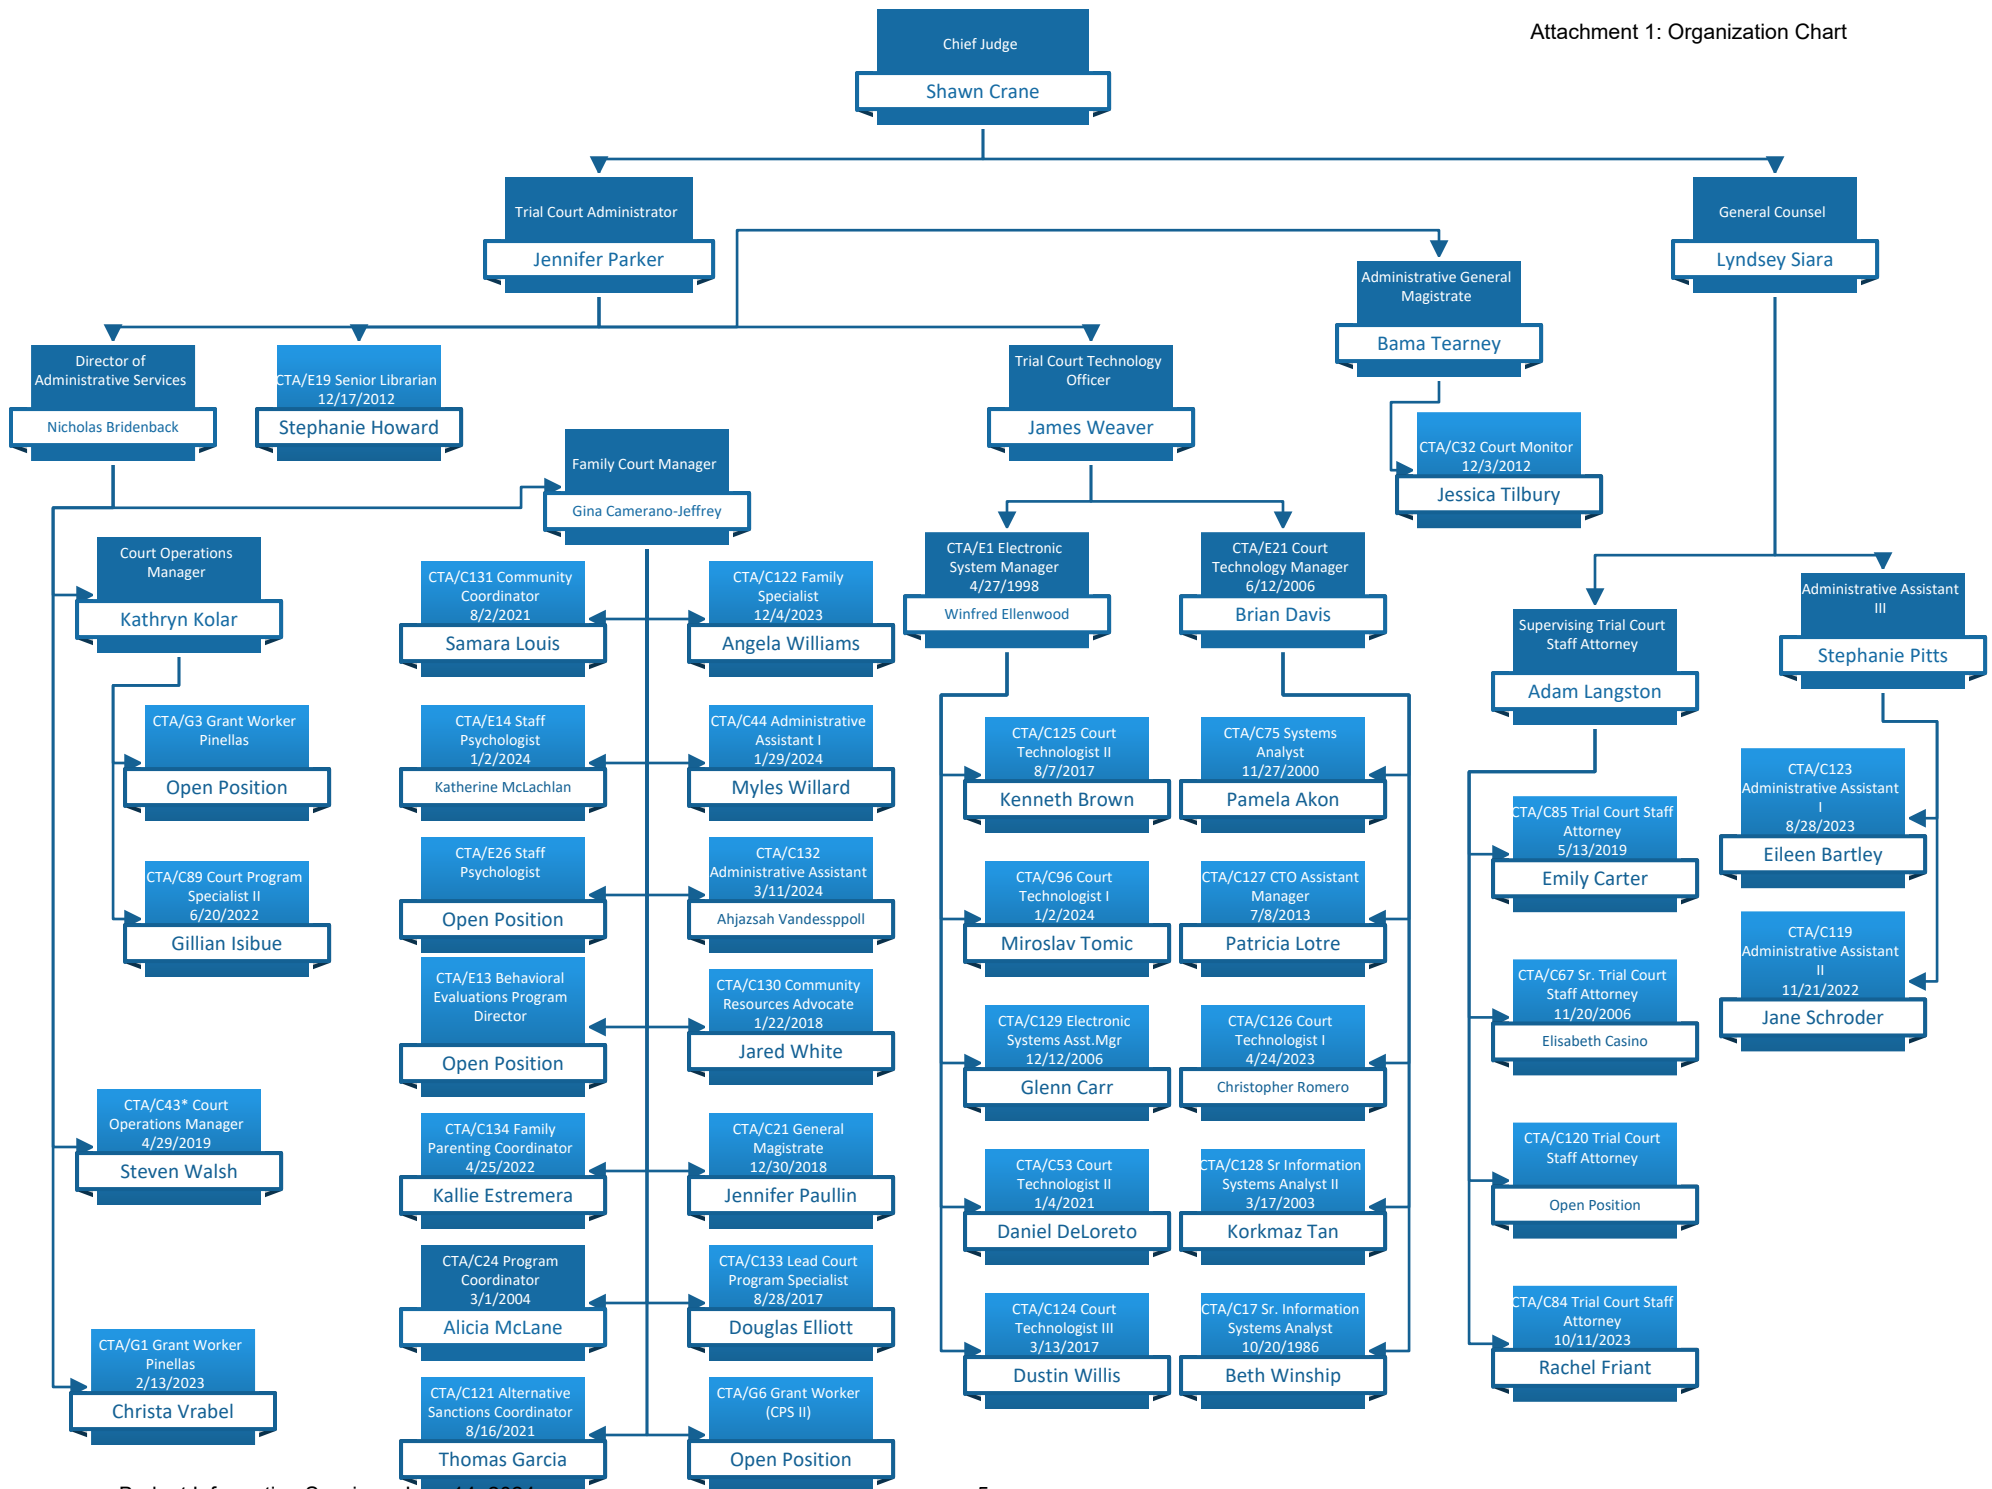 Attachment 1: Organization Chart
Chief Judge
Shawn Crane
Trial Court Administrator
Jennifer Parker
General Counsel
Lyndsey Siara
Administrative General
Magistrate
Bama Tearney
Director of
Administrative Services
Nicholas Bridenback
CTA/E19 Senior Librarian
12/17/2012
Stephanie Howard
Trial Court Technology
Officer
James Weaver
CTA/C32 Court Monitor
12/3/2012
Jessica Tilbury
Family Court Manager
Gina Camerano-Jeffrey
Court Operations
Manager
Kathryn Kolar
CTA/G3 Grant Worker
Pinellas
Open Position
CTA/C89 Court Program
Specialist II
6/20/2022
Gillian Isibue
CTA/C43* Court
Operations Manager
4/29/2019
Steven Walsh
CTA/G1 Grant Worker
Pinellas
2/13/2023
Christa Vrabel
CTA/C131 Community
Coordinator
8/2/2021
Samara Louis
CTA/C122 Family
Specialist
12/4/2023
Angela Williams
CTA/E14 Staff
Psychologist
1/2/2024
Katherine McLachlan
CTA/C44 Administrative
Assistant I
1/29/2024
Myles Willard
CTA/E26 Staff
Psychologist
Open Position
CTA/C132
Administrative Assistant
3/11/2024
Ahjazsah Vandessppoll
CTA/E13 Behavioral
Evaluations Program
Director
Open Position
CTA/C130 Community
Resources Advocate
1/22/2018
Jared White
CTA/C134 Family
Parenting Coordinator
4/25/2022
Kallie Estremera
CTA/C21 General
Magistrate
12/30/2018
Jennifer Paullin
CTA/C24 Program
Coordinator
3/1/2004
Alicia McLane
CTA/C133 Lead Court
Program Specialist
8/28/2017
Douglas Elliott
CTA/C121 Alternative
Sanctions Coordinator
8/16/2021
Thomas Garcia
CTA/G6 Grant Worker
(CPS II)
Open Position
CTA/E1 Electronic
System Manager
4/27/1998
Winfred Ellenwood
CTA/E21 Court
Technology Manager
6/12/2006
Brian Davis
CTA/C125 Court
Technologist II
8/7/2017
Kenneth Brown
CTA/C75 Systems
Analyst
11/27/2000
Pamela Akon
CTA/C96 Court
Technologist I
1/2/2024
Miroslav Tomic
CTA/C127 CTO Assistant
Manager
7/8/2013
Patricia Lotre
CTA/C129 Electronic
Systems Asst.Mgr
12/12/2006
Glenn Carr
CTA/C126 Court
Technologist I
4/24/2023
Christopher Romero
CTA/C53 Court
Technologist II
1/4/2021
Daniel DeLoreto
CTA/C128 Sr Information
Systems Analyst II
3/17/2003
Korkmaz Tan
CTA/C124 Court
Technologist III
3/13/2017
Dustin Willis
CTA/C17 Sr. Information
Systems Analyst
10/20/1986
Beth Winship
Supervising Trial Court
Staff Attorney
Adam Langston
Administrative Assistant
III
Stephanie Pitts
CTA/C85 Trial Court Staff
Attorney
5/13/2019
Emily Carter
CTA/C67 Sr. Trial Court
Staff Attorney
11/20/2006
Elisabeth Casino
CTA/C120 Trial Court
Staff Attorney
Open Position
CTA/C84 Trial Court Staff
Attorney
10/11/2023
Rachel Friant
CTA/C123
Administrative Assistant
I
8/28/2023
Eileen Bartley
CTA/C119
Administrative Assistant
II
11/21/2022
Jane Schroder